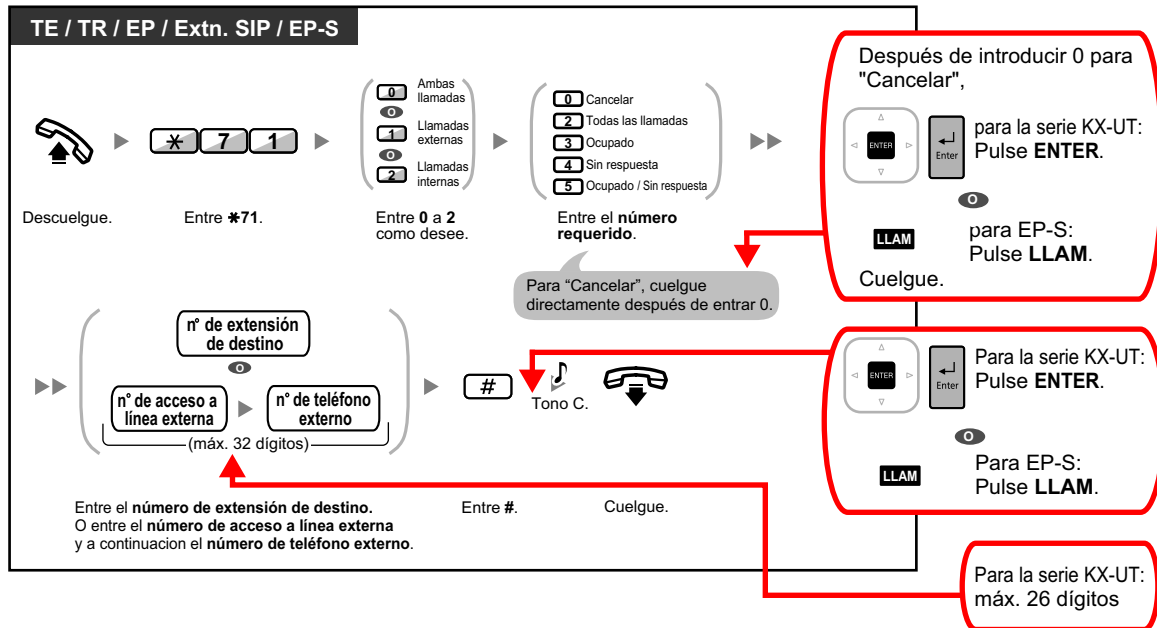 TE / TR / EP / Extn. SIP / EP-S
Descuelgue.
* 7 1
Entre *71.
0 Ambas
llamadas
O
1 Llamadas
externas
O
2 Llamadas
internas
Entre 0 a 2
como desee.
0 Cancelar
2 Todas las llamadas
3 Ocupado
4 Sin respuesta
5 Ocupado / Sin respuesta
Entre el número
requerido.
Para “Cancelar”, cuelgue
directamente después de entrar 0.
Después de introducir 0 para
"Cancelar",
ENTER
Enter
para la serie KX-UT:
Pulse ENTER.
O
LLAM
para EP-S:
Pulse LLAM.
Cuelgue.
n° de extensión
de destino
O
n° de acceso a
línea externa
n° de teléfono
externo
(máx. 32 dígitos)
Entre el número de extensión de destino.
O entre el número de acceso a línea externa
y a continuacion el número de teléfono externo.
#
Entre #.
Tono C.
Cuelgue.
ENTER
Enter
Para la serie KX-UT:
Pulse ENTER.
O
LLAM
Para EP-S:
Pulse LLAM.
Para la serie KX-UT:
máx. 26 dígitos